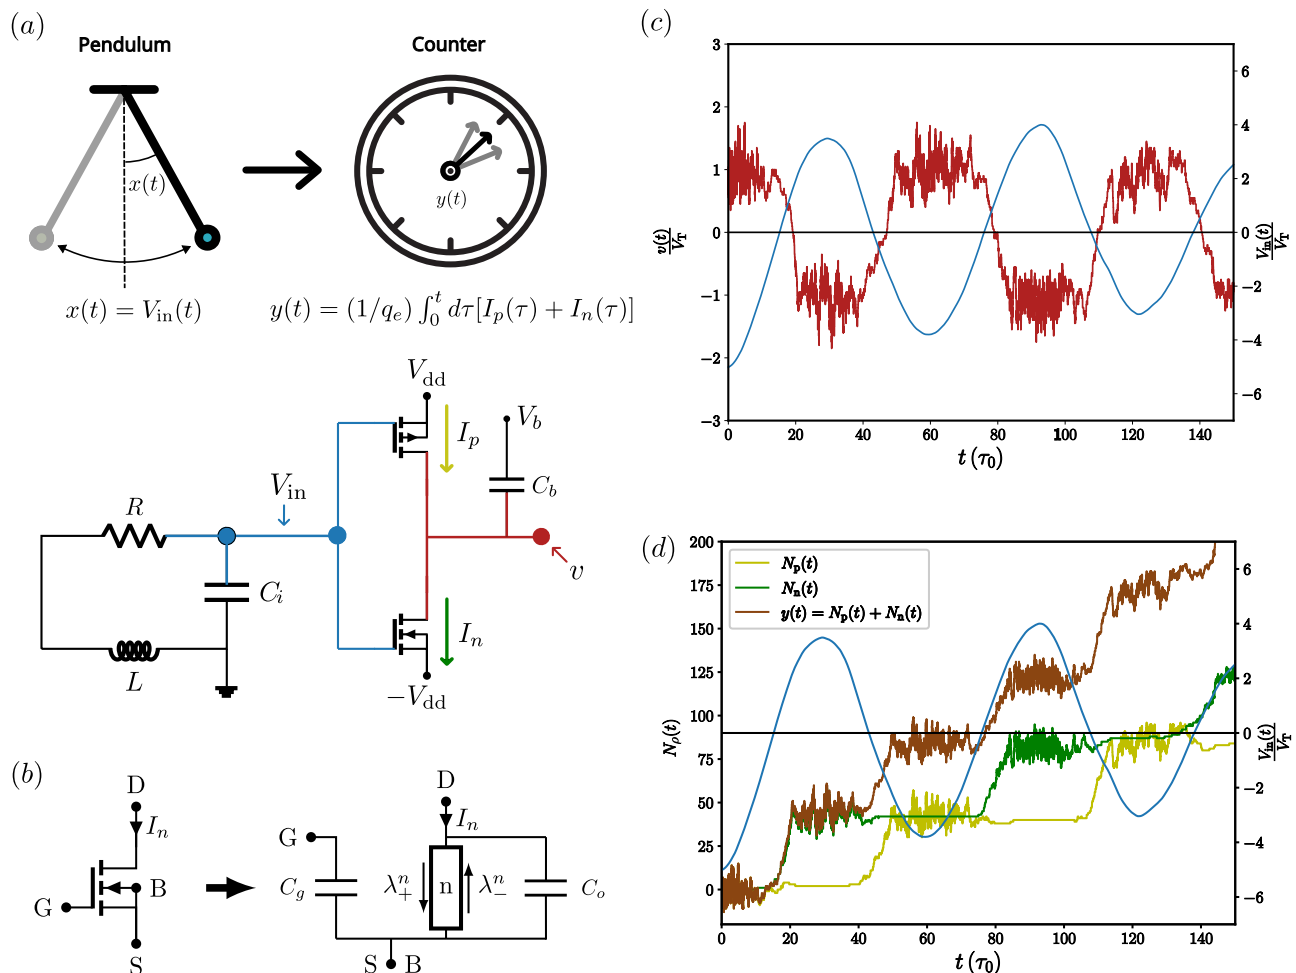 (a)
Pendulum
Counter
x(t)
y(t)
x(t) = V_in(t)
y(t) = (1/q_e) ∫_0^t dτ[I_p(τ) + I_n(τ)]
V_dd
I_p
V_b
C_b
V_in
R
C_i
v
L
I_n
−V_dd
(b)
D
I_n
B
G
S
D
I_n
G
C_g
λ_+^n
n
λ_−^n
C_o
S B
(c)
3
2
1
0
−1
−2
−3
v(t)/V_T
6
4
2
0
−2
−4
−6
V_in(t)/V_T
0 20 40 60 80 100 120 140
t (τ_0)
(d)
200
175
150
125
100
75
50
25
0
N_ρ(t)
N_p(t)
N_n(t)
y(t) = N_p(t) + N_n(t)
6
4
2
0
−2
−4
−6
V_in(t)/V_T
0 20 40 60 80 100 120 140
t (τ_0)